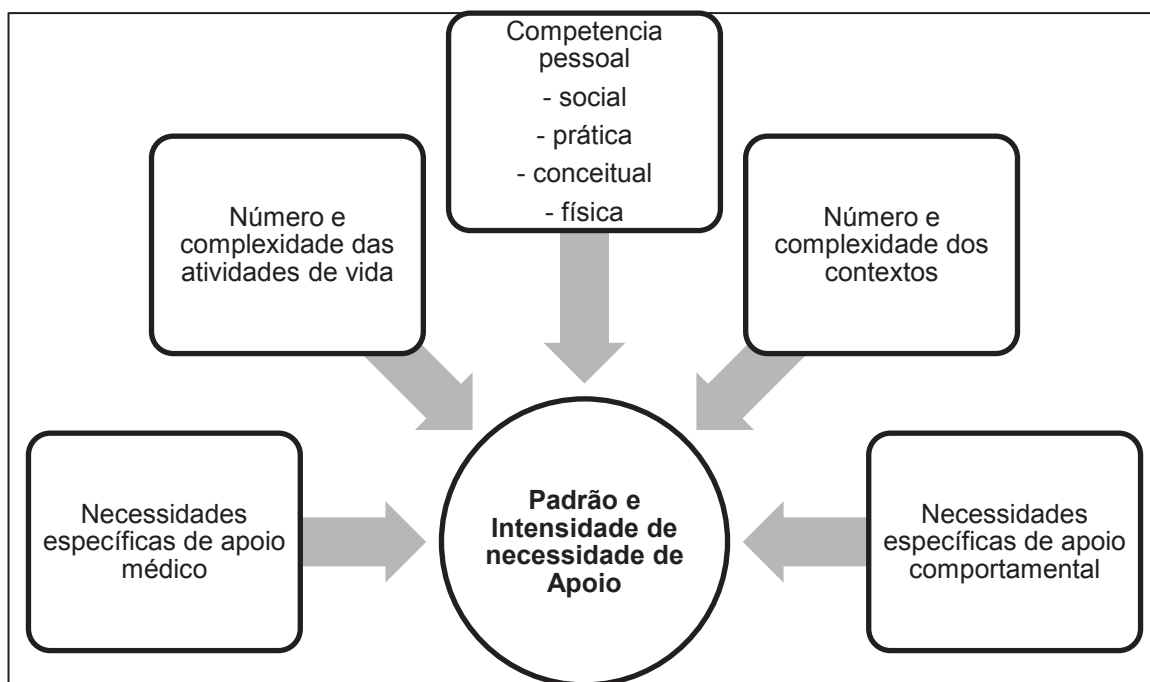 Competencia
pessoal
- social
- prática
- conceitual
- física
Número e
complexidade das
atividades de vida
Número e
complexidade dos
contextos
Necessidades
específicas de apoio
médico
Padrão e
Intensidade de
necessidade de
Apoio
Necessidades
específicas de apoio
comportamental